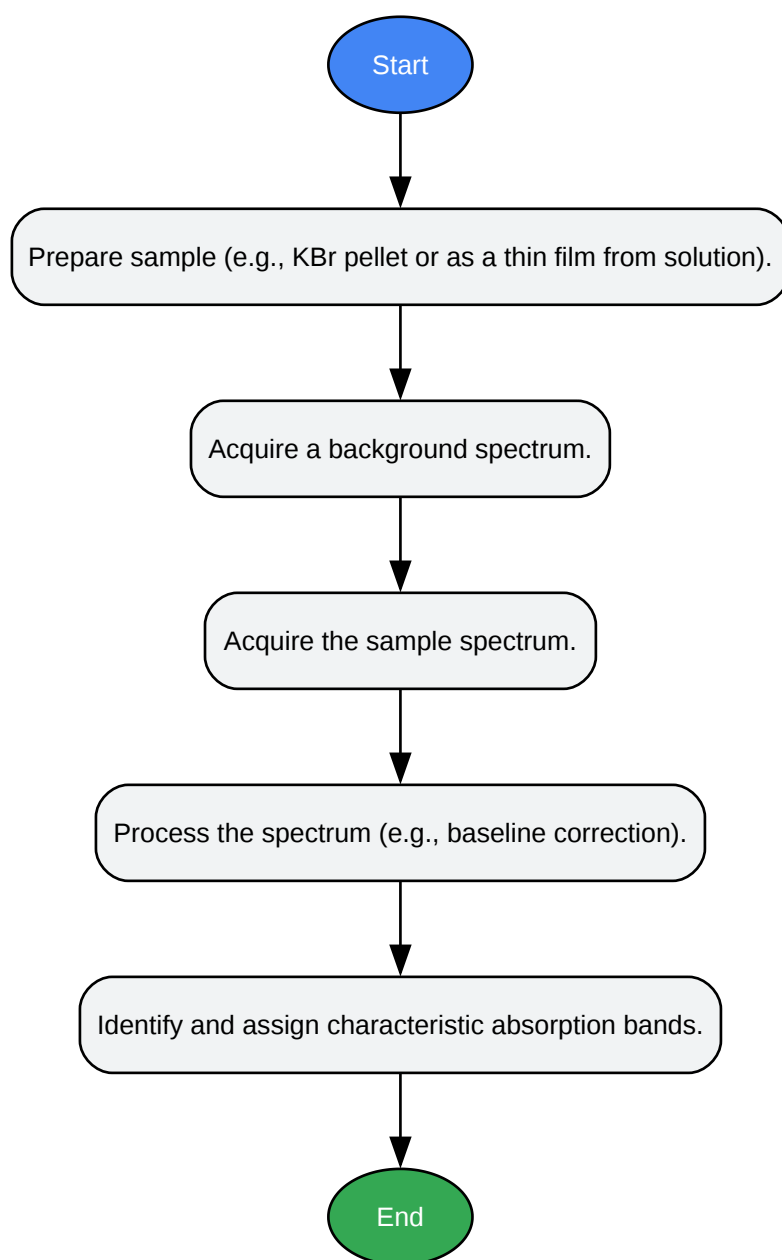 Start
Prepare sample (e.g., KBr pellet or as a thin film from solution).
Acquire a background spectrum.
Acquire the sample spectrum.
Process the spectrum (e.g., baseline correction).
Identify and assign characteristic absorption bands.
End